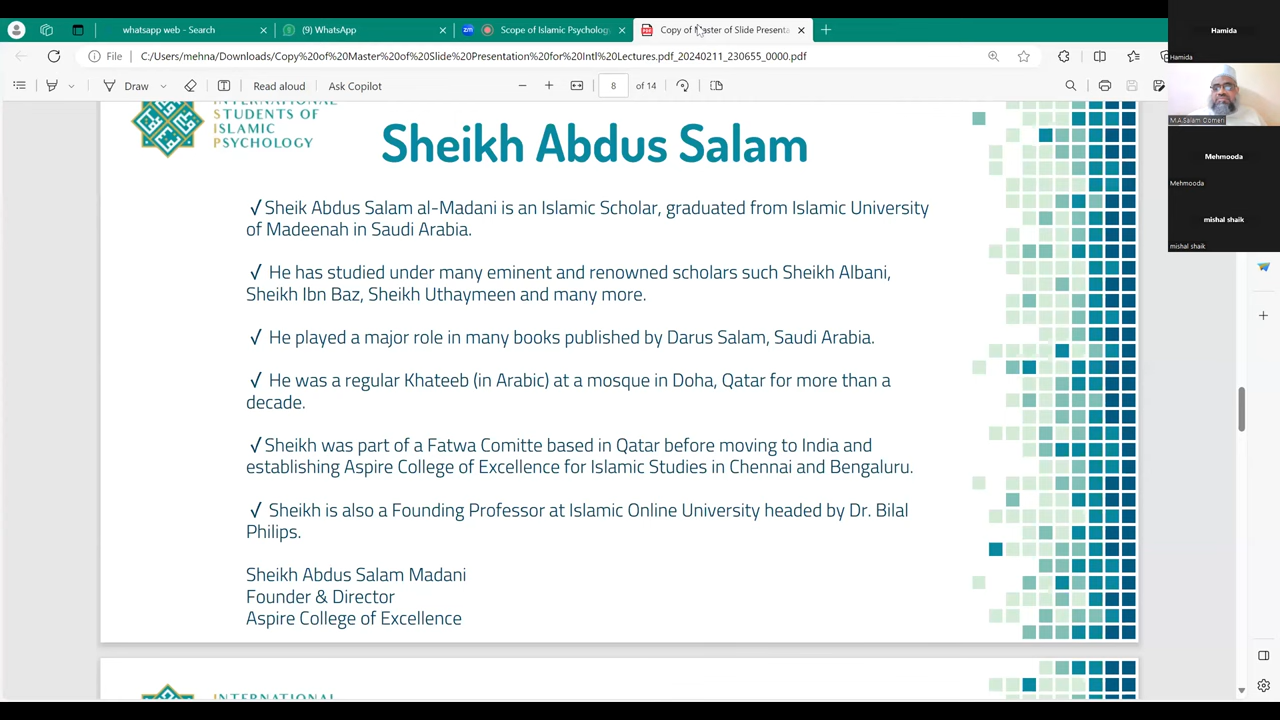 whatsapp web - Search
(9) WhatsApp
Scope of Islamic Psychology
Copy of Master of Slide Presenta
File
C:/Users/mehna/Downloads/Copy%20of%20Master%20of%20Slide%20Presentation%20for%20Intl%20Lectures.pdf_20240211_230655_0000.pdf
Draw
Read aloud
Ask Copilot
8
of 14
INTERNATIONAL
STUDENTS OF
ISLAMIC
PSYCHOLOGY
Sheikh Abdus Salam
✓Sheik Abdus Salam al-Madani is an Islamic Scholar, graduated from Islamic University
of Madeenah in Saudi Arabia.
✓ He has studied under many eminent and renowned scholars such Sheikh Albani,
Sheikh Ibn Baz, Sheikh Uthaymeen and many more.
✓ He played a major role in many books published by Darus Salam, Saudi Arabia.
✓ He was a regular Khateeb (in Arabic) at a mosque in Doha, Qatar for more than a
decade.
✓Sheikh was part of a Fatwa Comitte based in Qatar before moving to India and
establishing Aspire College of Excellence for Islamic Studies in Chennai and Bengaluru.
✓ Sheikh is also a Founding Professor at Islamic Online University headed by Dr. Bilal
Philips.
Sheikh Abdus Salam Madani
Founder & Director
Aspire College of Excellence
INTERNATIONAL
Hamida
Hamida
M.A.Salam. Oomeri
Mehmooda
Mehmooda
mishal shaik
mishal shaik